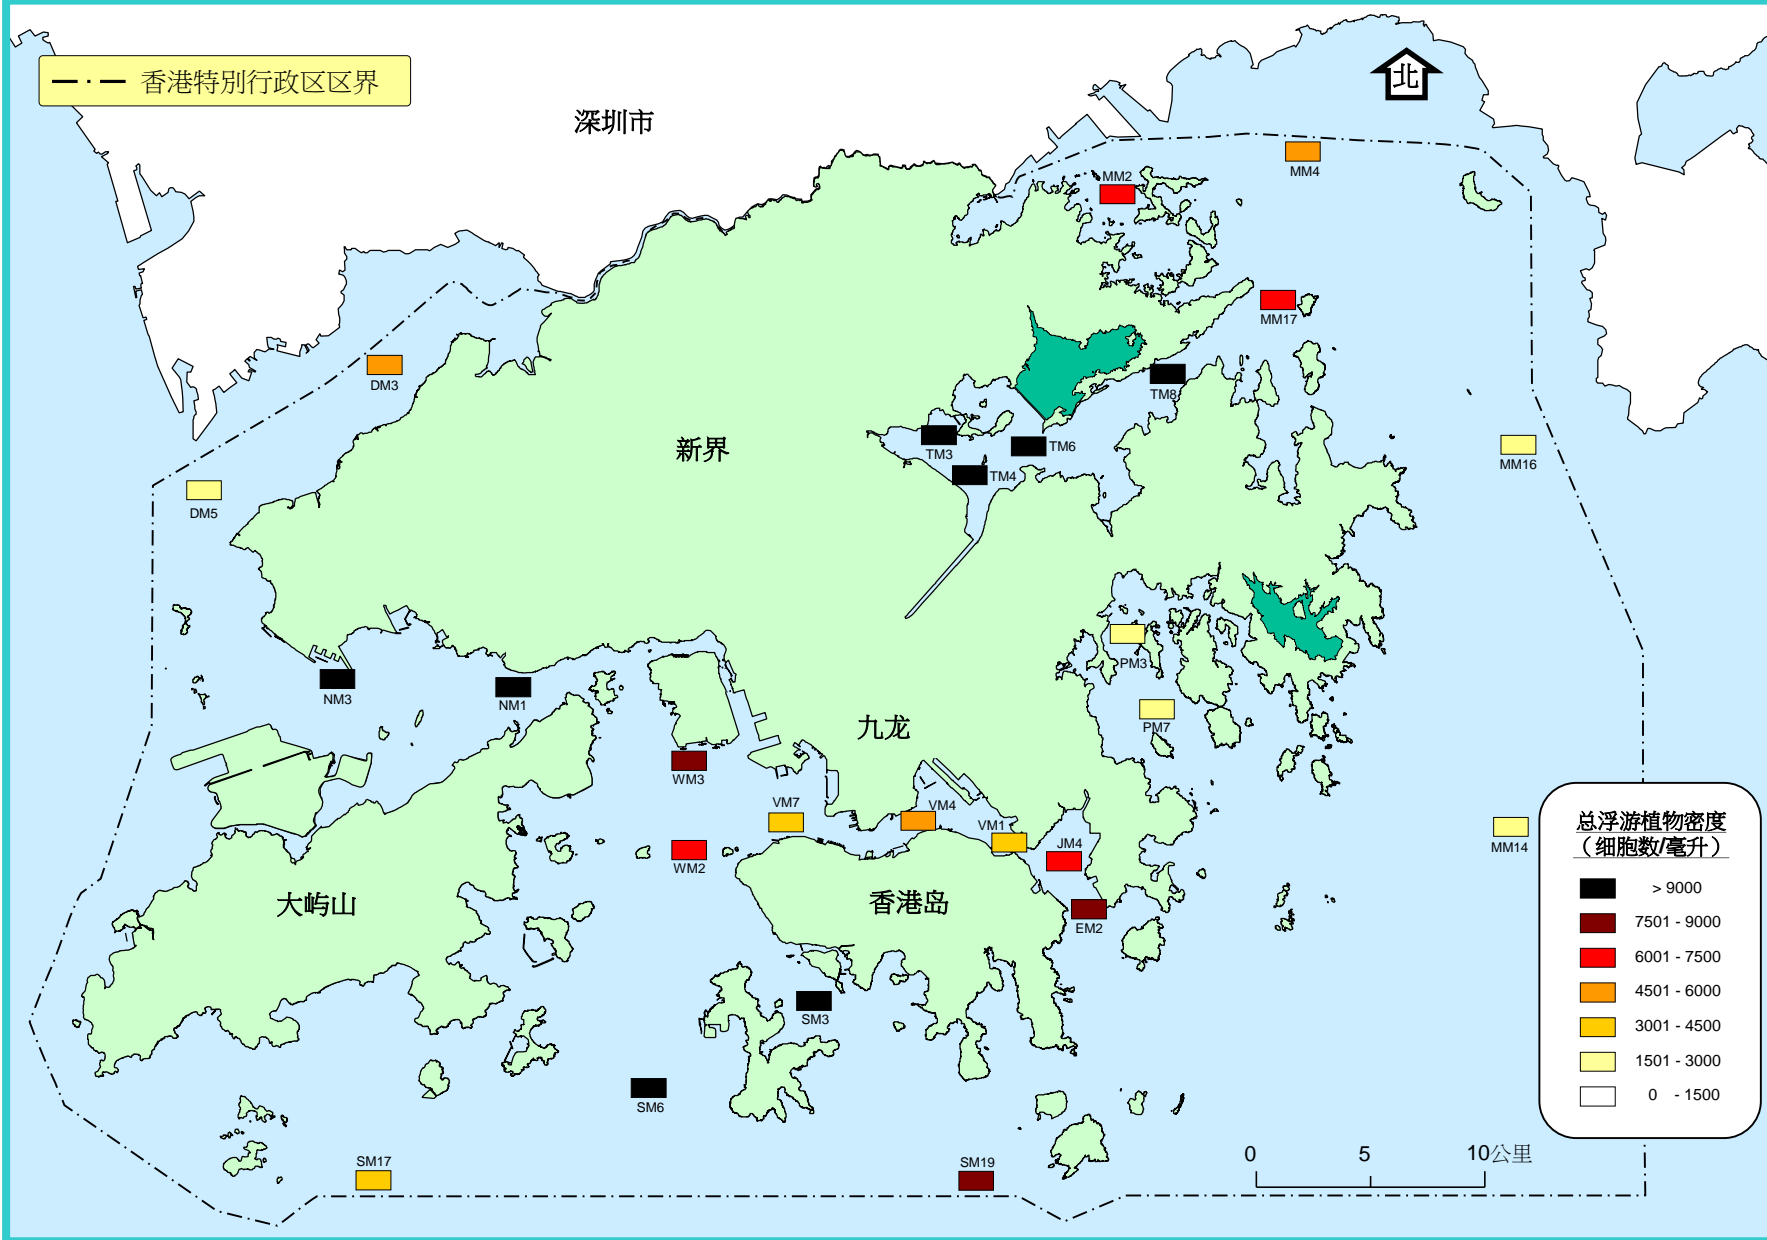 香港特别行政区区界
北
深圳市
MM4
MM2
MM17
DM3
TM8
TM3
TM6
新界
TM4
MM16
DM5
PM3
NM3
NM1
PM7
九龙
WM3
VM7
VM4
VM1
JM4
WM2
MM14
大屿山
香港岛
EM2
SM3
SM6
SM17
SM19
总浮游植物密度
（细胞数/毫升）
> 9000
7501 - 9000
6001 - 7500
4501 - 6000
3001 - 4500
1501 - 3000
0 - 1500
0 5 10公里